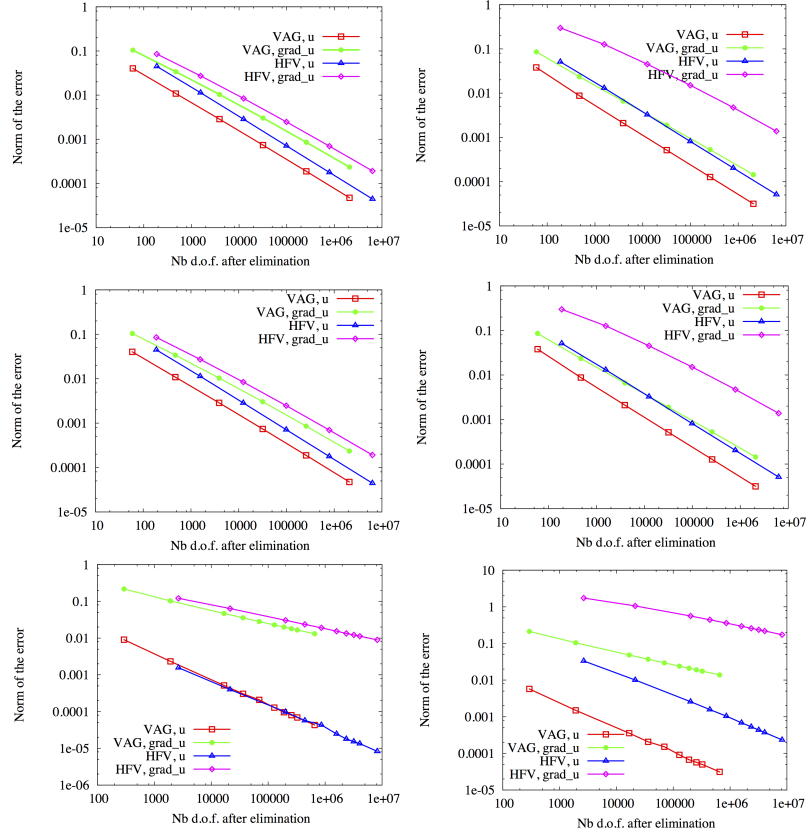 Norm of the error
1
0.1
0.01
0.001
0.0001
1e-05
10 100 1000 10000 100000 1e+06 1e+07
Nb d.o.f. after elimination
VAG, u
VAG, grad_u
HFV, u
HFV, grad_u
Norm of the error
1
0.1
0.01
0.001
0.0001
1e-05
10 100 1000 10000 100000 1e+06 1e+07
Nb d.o.f. after elimination
VAG, u
VAG, grad_u
HFV, u
HFV, grad_u
Norm of the error
1
0.1
0.01
0.001
0.0001
1e-05
10 100 1000 10000 100000 1e+06 1e+07
Nb d.o.f. after elimination
VAG, u
VAG, grad_u
HFV, u
HFV, grad_u
Norm of the error
1
0.1
0.01
0.001
0.0001
1e-05
10 100 1000 10000 100000 1e+06 1e+07
Nb d.o.f. after elimination
VAG, u
VAG, grad_u
HFV, u
HFV, grad_u
Norm of the error
1
0.1
0.01
0.001
0.0001
1e-05
1e-06
100 1000 10000 100000 1e+06 1e+07
Nb d.o.f. after elimination
VAG, u
VAG, grad_u
HFV, u
HFV, grad_u
Norm of the error
10
1
0.1
0.01
0.001
0.0001
1e-05
100 1000 10000 100000 1e+06 1e+07
Nb d.o.f. after elimination
VAG, u
VAG, grad_u
HFV, u
HFV, grad_u